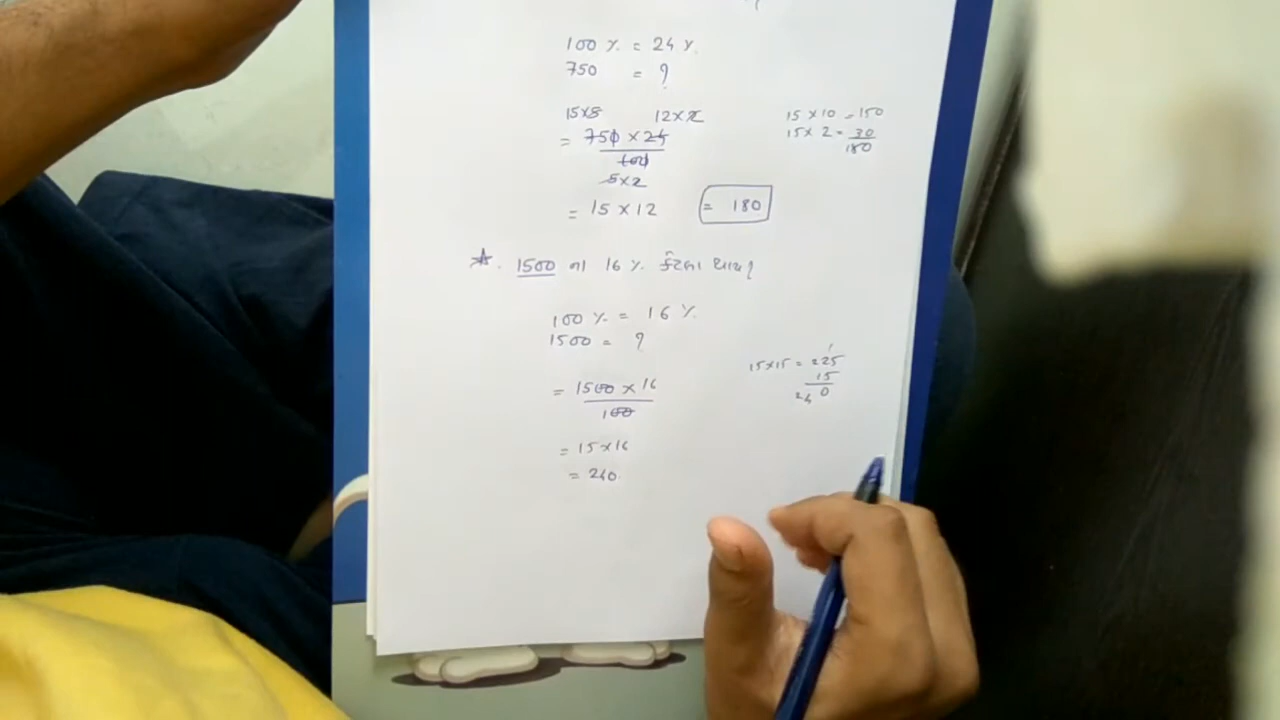 100 % = 24 %
750 = ?
15×5 12×2
= 750 × 24
100
5×2
= 15 × 12 = 180
15 × 10 = 150
15 × 2 = 30
180
* 1500 ના 16 % કેટલા થાય?
100 % = 16 %
1500 = ?
= 1500 × 16
100
= 15×16
= 240.
15×15 = 225
1
15
240